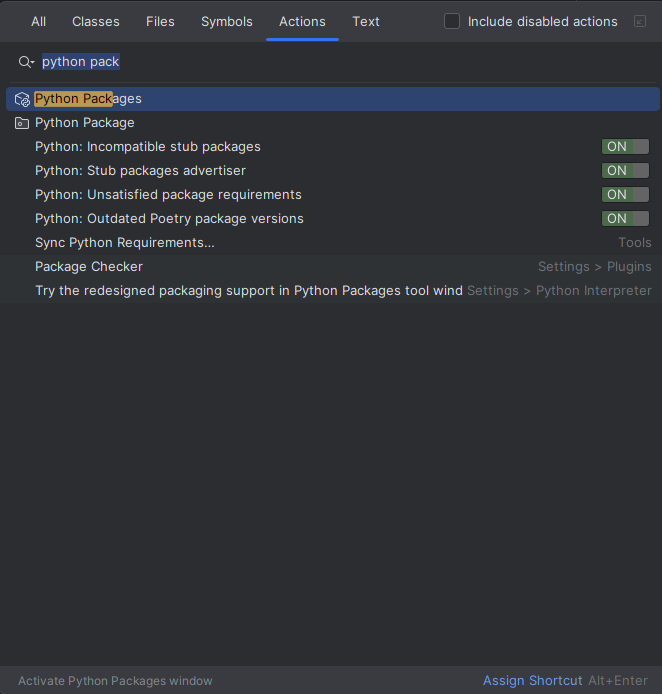 All Classes Files Symbols Actions Text Include disabled actions
python pack
Python Packages
Python Package
Python: Incompatible stub packages ON
Python: Stub packages advertiser ON
Python: Unsatisfied package requirements ON
Python: Outdated Poetry package versions ON
Sync Python Requirements... Tools
Package Checker Settings > Plugins
Try the redesigned packaging support in Python Packages tool wind Settings > Python Interpreter
Activate Python Packages window Assign Shortcut Alt+Enter